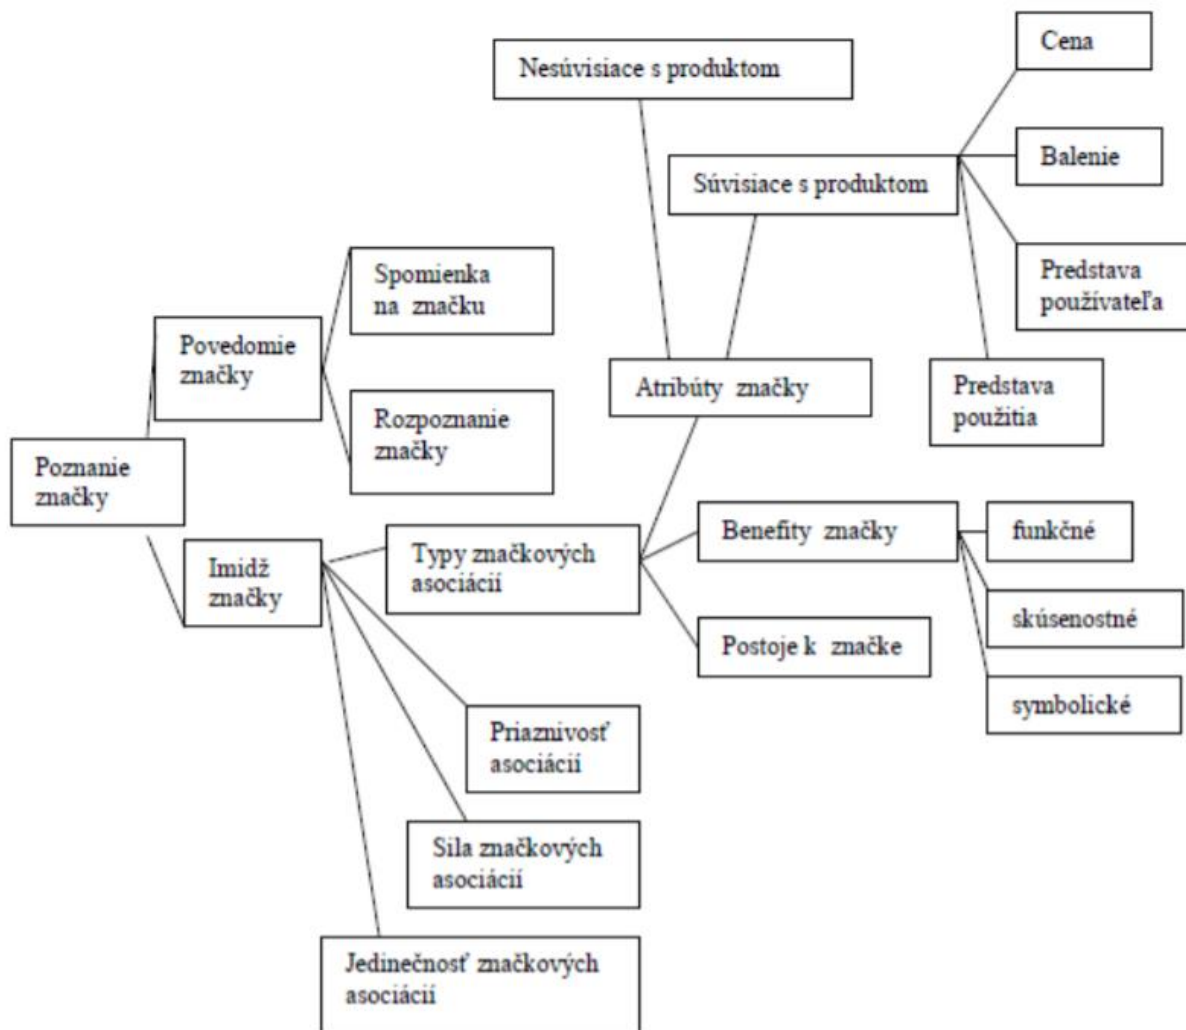 Cena
Nesúvisiace s produktom
Balenie
Súvisiace s produktom
Predstava
používateľa
Spomienka
na značku
Povedomie
značky
Atribúty značky
Predstava
použitia
Rozpoznanie
značky
Poznanie
značky
Typy značkových
asociácií
Benefity značky
funkčné
Imidž
značky
skúsenostné
Postoje k značke
symbolické
Priaznivosť
asociácií
Sila značkových
asociácií
Jedinečnosť značkových
asociácií